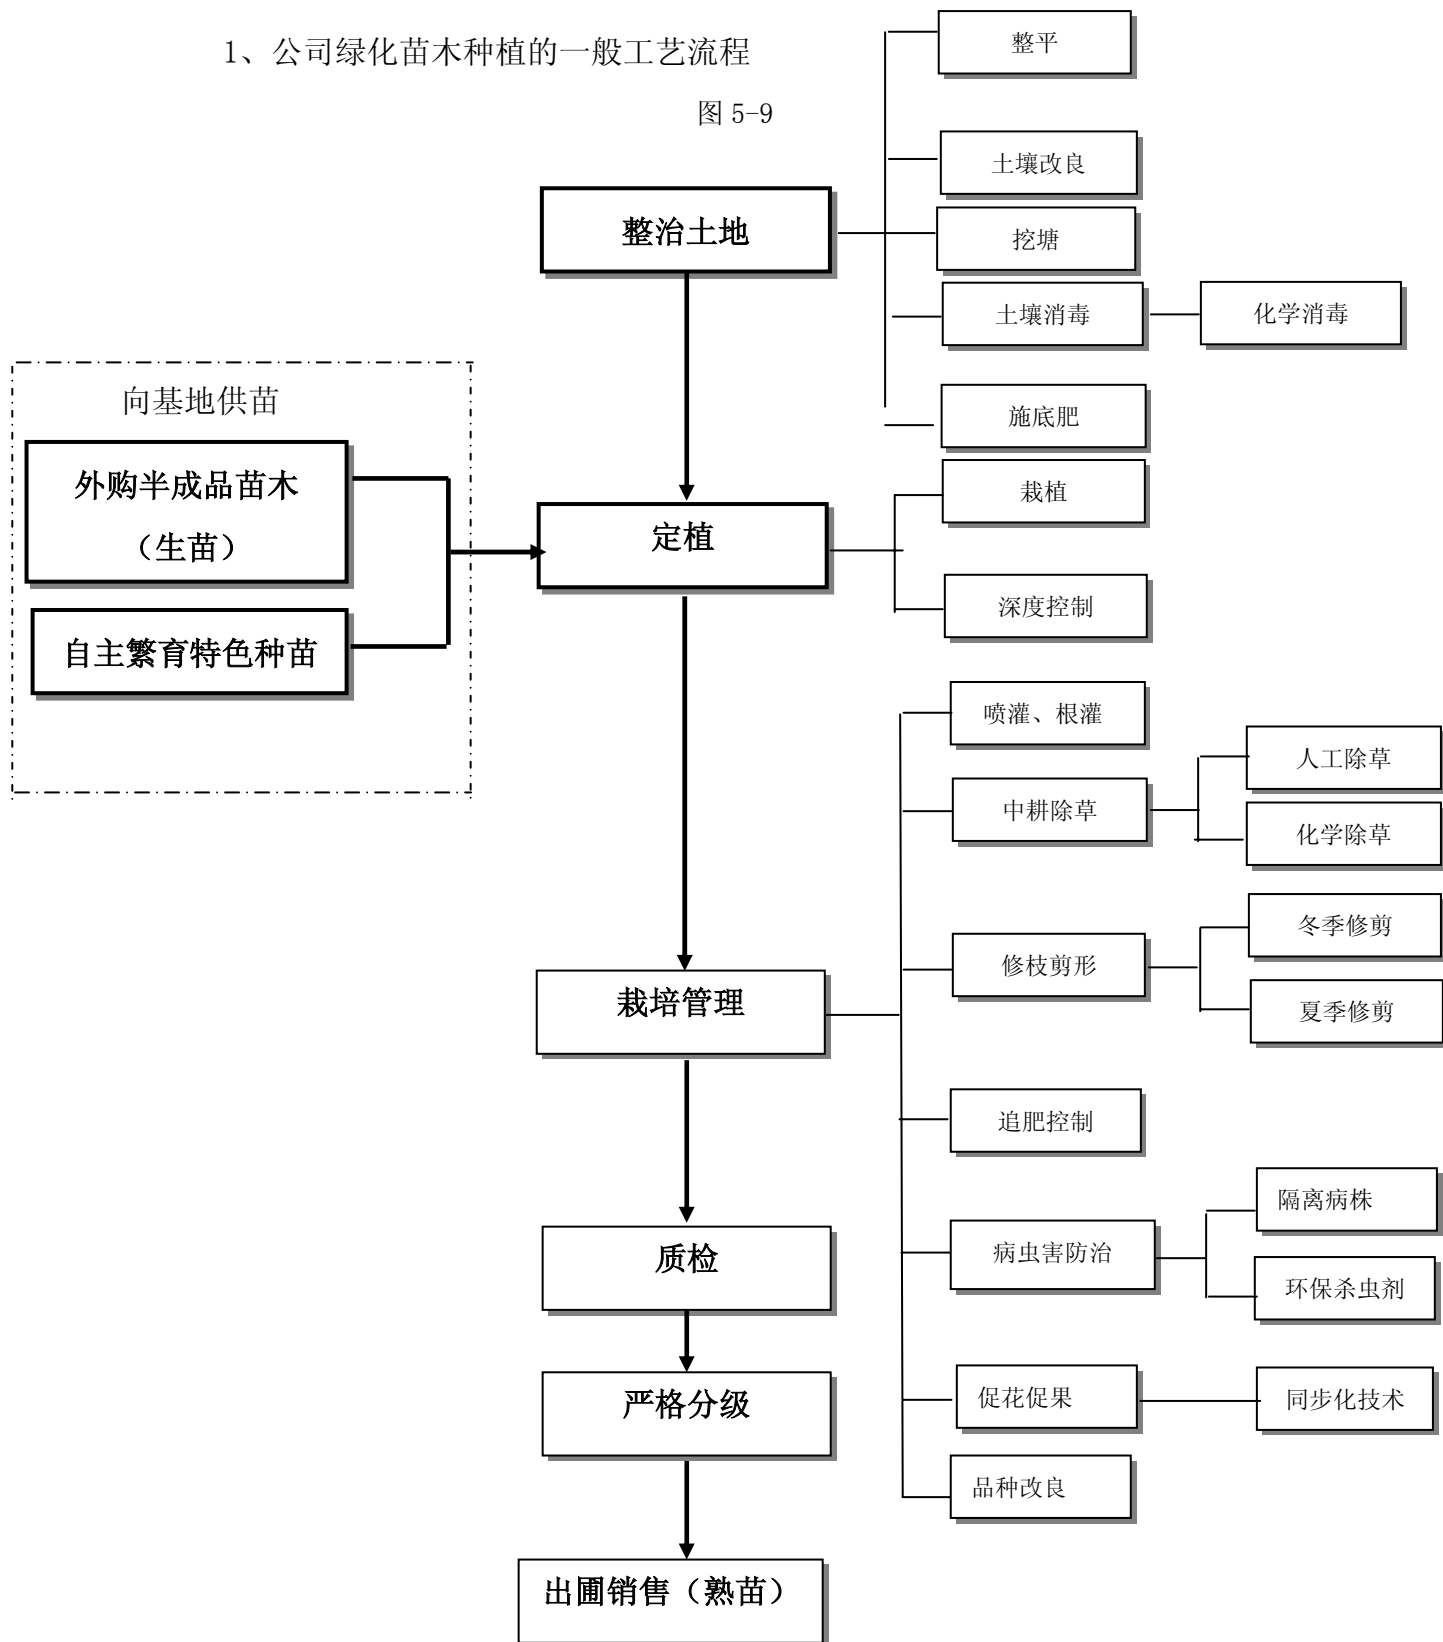 1、公司绿化苗木种植的一般工艺流程
图 5-9
整平
土壤改良
整治土地
挖塘
土壤消毒
化学消毒
向基地供苗
施底肥
外购半成品苗木
（生苗）
栽植
定植
深度控制
自主繁育特色种苗
喷灌、根灌
人工除草
中耕除草
化学除草
冬季修剪
修枝剪形
栽培管理
夏季修剪
追肥控制
隔离病株
病虫害防治
质检
环保杀虫剂
促花促果
同步化技术
严格分级
品种改良
出圃销售（熟苗）